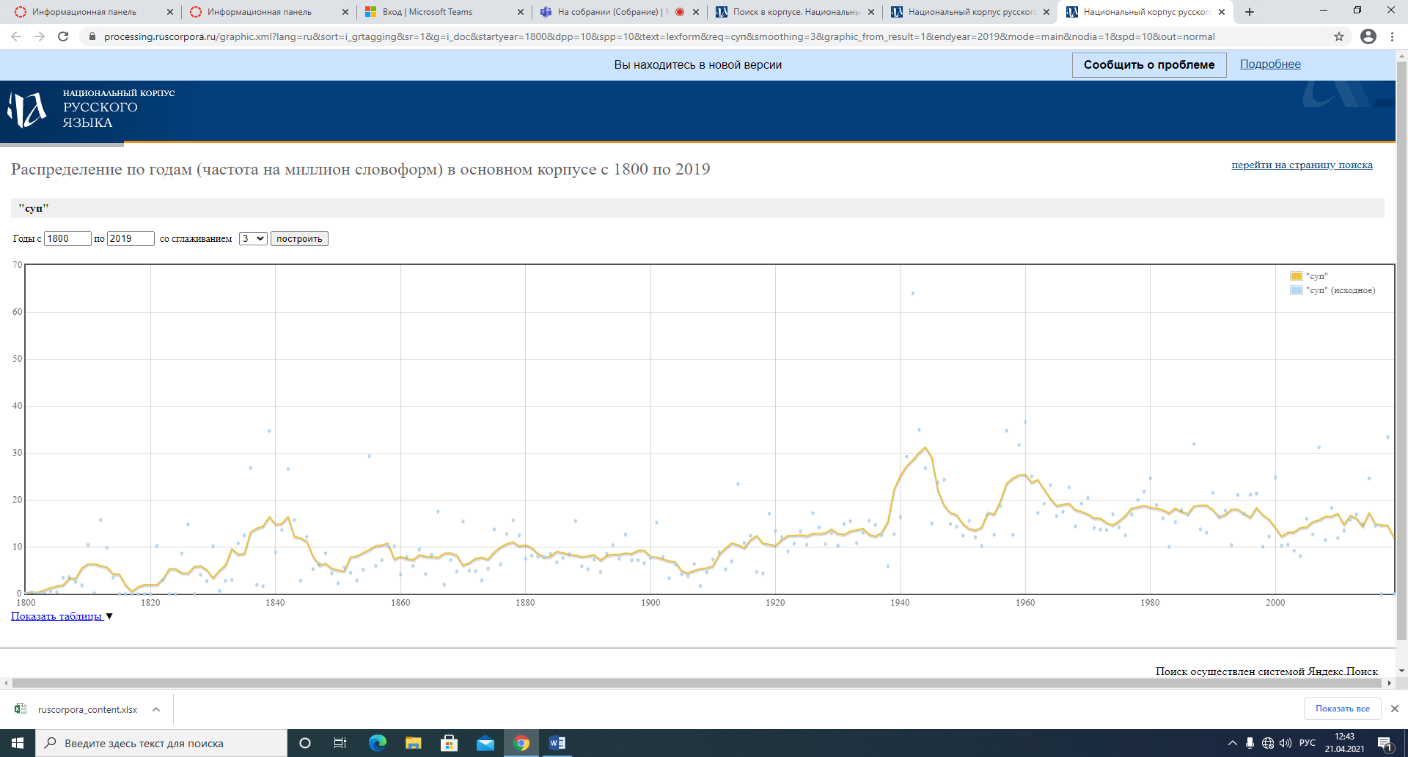 Информационная панель
Информационная панель
Вход | Microsoft Teams
На собрании (Собрание) |
Поиск в корпусе. Национальны
Национальный корпус русског
Национальный корпус русског
processing.ruscorpora.ru/graphic.xml?lang=ru&sort=i_grtagging&sr=1&g=i_doc&startyear=1800&dpp=10&spp=10&text=lexform&req=суп&smoothing=3&graphic_from_result=1&endyear=2019&mode=main&nodia=1&spd=10&out=normal
Вы находитесь в новой версии
Сообщить о проблеме
Подробнее
НАЦИОНАЛЬНЫЙ КОРПУС
РУССКОГО
ЯЗЫКА
Распределение по годам (частота на миллион словоформ) в основном корпусе с 1800 по 2019
перейти на страницу поиска
"суп"
Годы с 1800 по 2019 со сглаживанием 3 построить
70
60
50
40
30
20
10
0
"суп"
"суп" (исходное)
1800 1820 1840 1860 1880 1900 1920 1940 1960 1980 2000
Показать таблицы ▼
Поиск осуществлен системой Яндекс.Поиск
ruscorpora_content.xlsx
Показать все
Введите здесь текст для поиска
РУС
12:43
21.04.2021
1